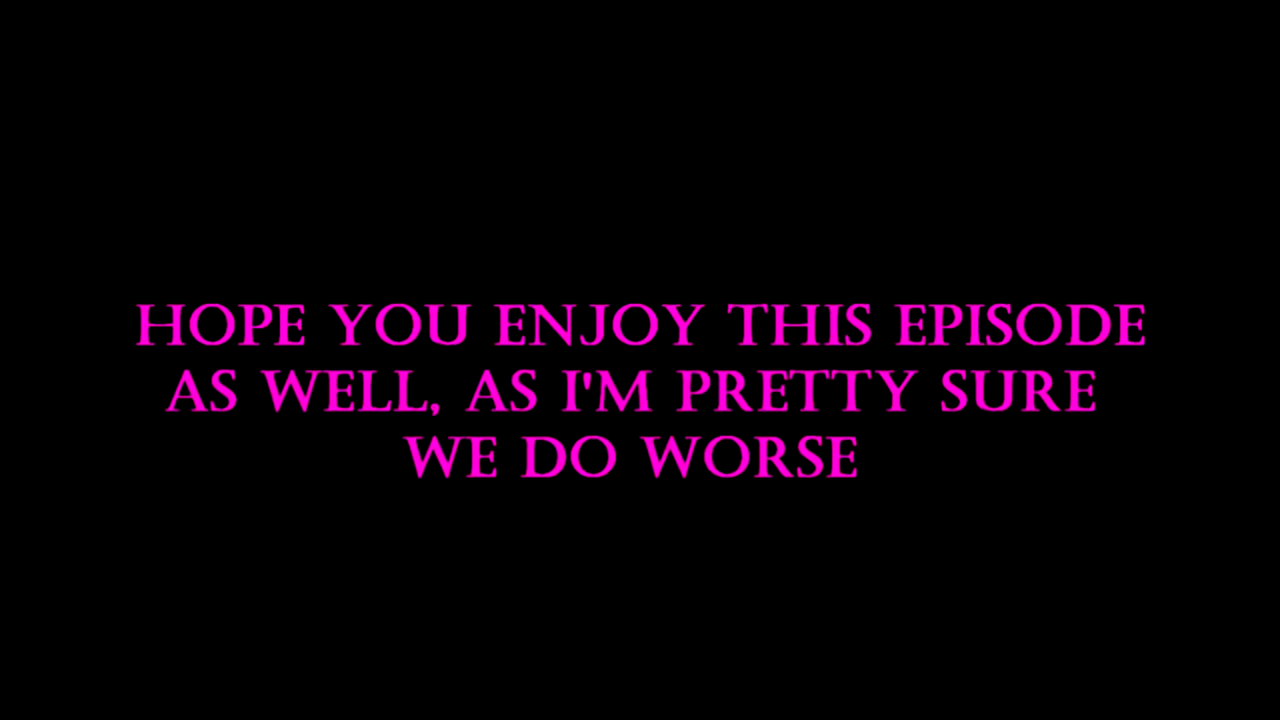 HOPE YOU ENJOY THIS EPISODE
AS WELL, AS I'M PRETTY SURE
WE DO WORSE